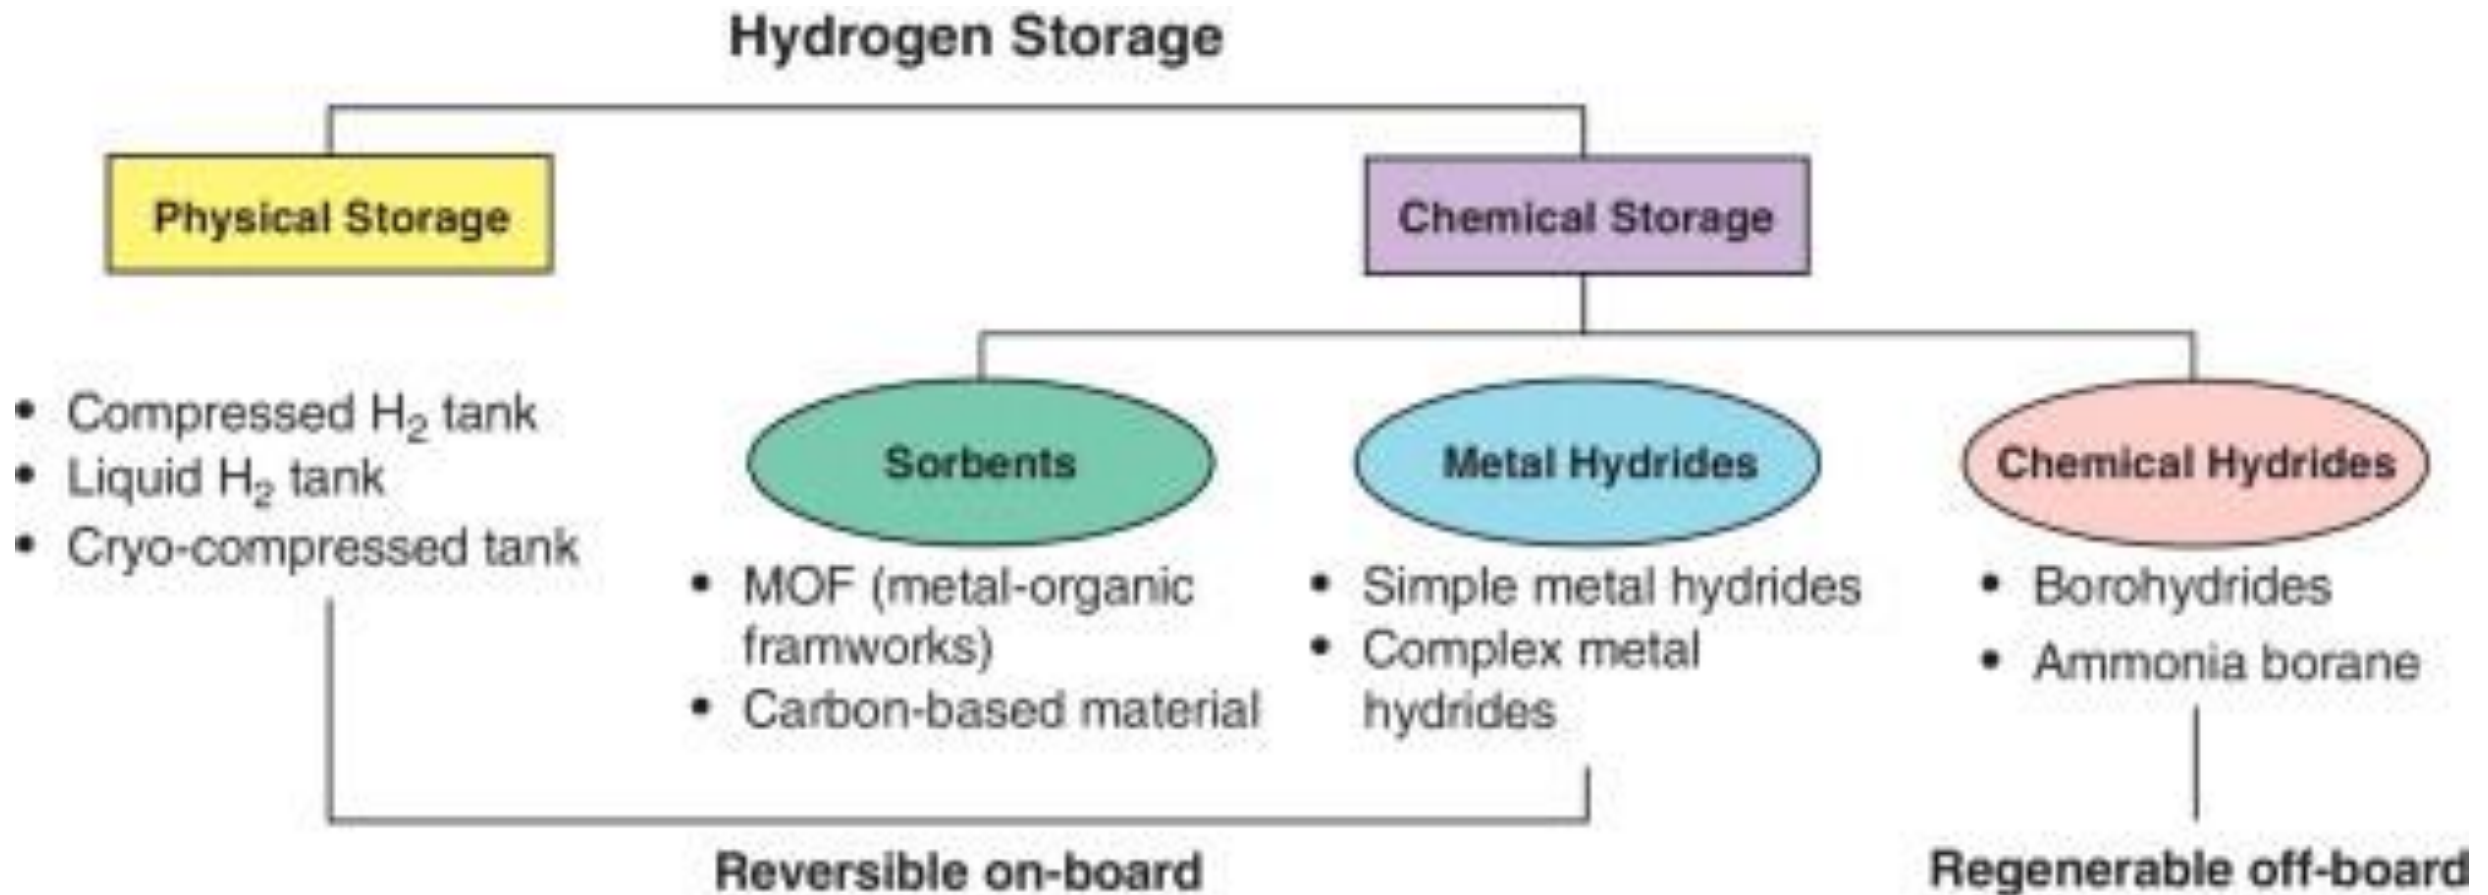 Hydrogen Storage
Physical Storage
Chemical Storage
• Compressed H₂ tank
• Liquid H₂ tank
• Cryo-compressed tank
Sorbents
• MOF (metal-organic
framworks)
• Carbon-based material
Metal Hydrides
• Simple metal hydrides
• Complex metal
hydrides
Chemical Hydrides
• Borohydrides
• Ammonia borane
Reversible on-board
Regenerable off-board